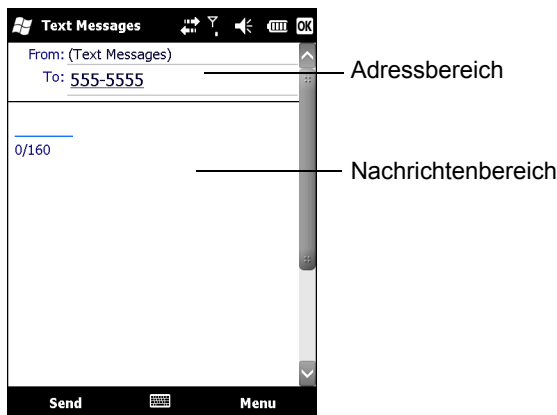 Text Messages OK
From: (Text Messages)
To: 555-5555
Adressbereich
0/160
Nachrichtenbereich
Send Menu